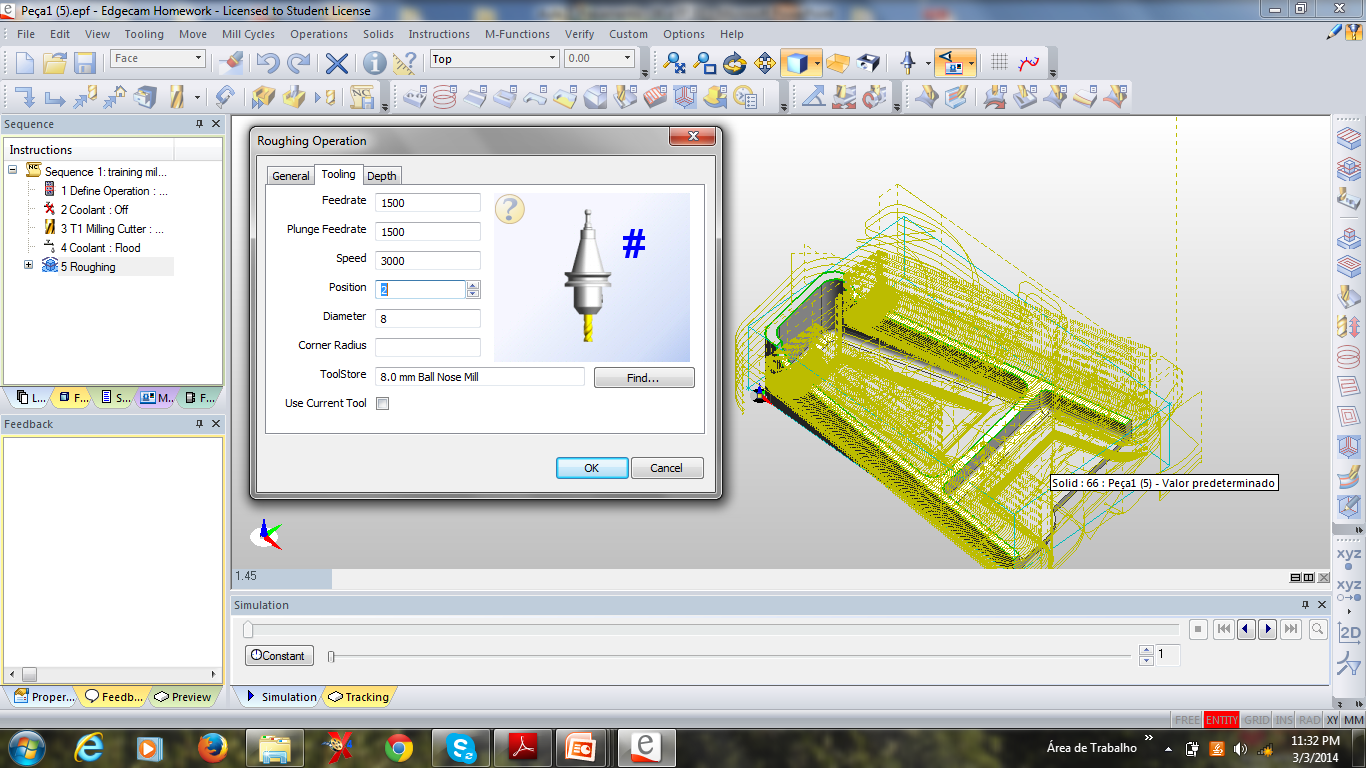 Peça1 (5).epf - Edgecam Homework - Licensed to Student License
File Edit View Tooling Move Mill Cycles Operations Solids Instructions M-Functions Verify Custom Options Help
Face Top 0.00
Sequence
Instructions
Sequence 1: training mil...
1 Define Operation : ...
2 Coolant : Off
3 T1 Milling Cutter : ...
4 Coolant : Flood
5 Roughing
L... F... S... M... F...
Feedback
Proper... Feedb... Preview
Roughing Operation
General Tooling Depth
Feedrate 1500
Plunge Feedrate 1500
Speed 3000
Position 2
Diameter 8
Corner Radius
ToolStore 8.0 mm Ball Nose Mill Find...
Use Current Tool
OK Cancel
?
#
Solid : 66 : Peça1 (5) - Valor predeterminado
1.45
Simulation
Constant 1
Simulation Tracking
xyz
xyz
2D
FREE ENTITY GRID INS RAD XY MM
Área de Trabalho
11:32 PM
3/3/2014